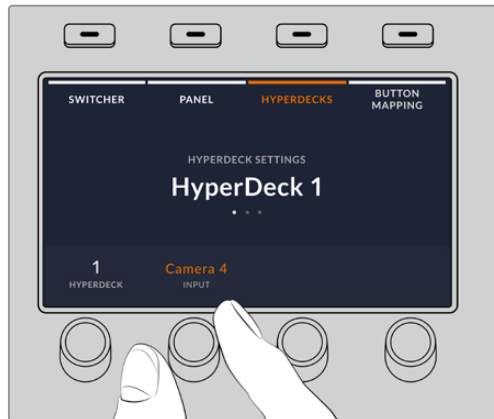 SWITCHER
PANEL
HYPERDECKS
BUTTON
MAPPING
HYPERDECK SETTINGS
HyperDeck 1
1
HYPERDECK
Camera 4
INPUT